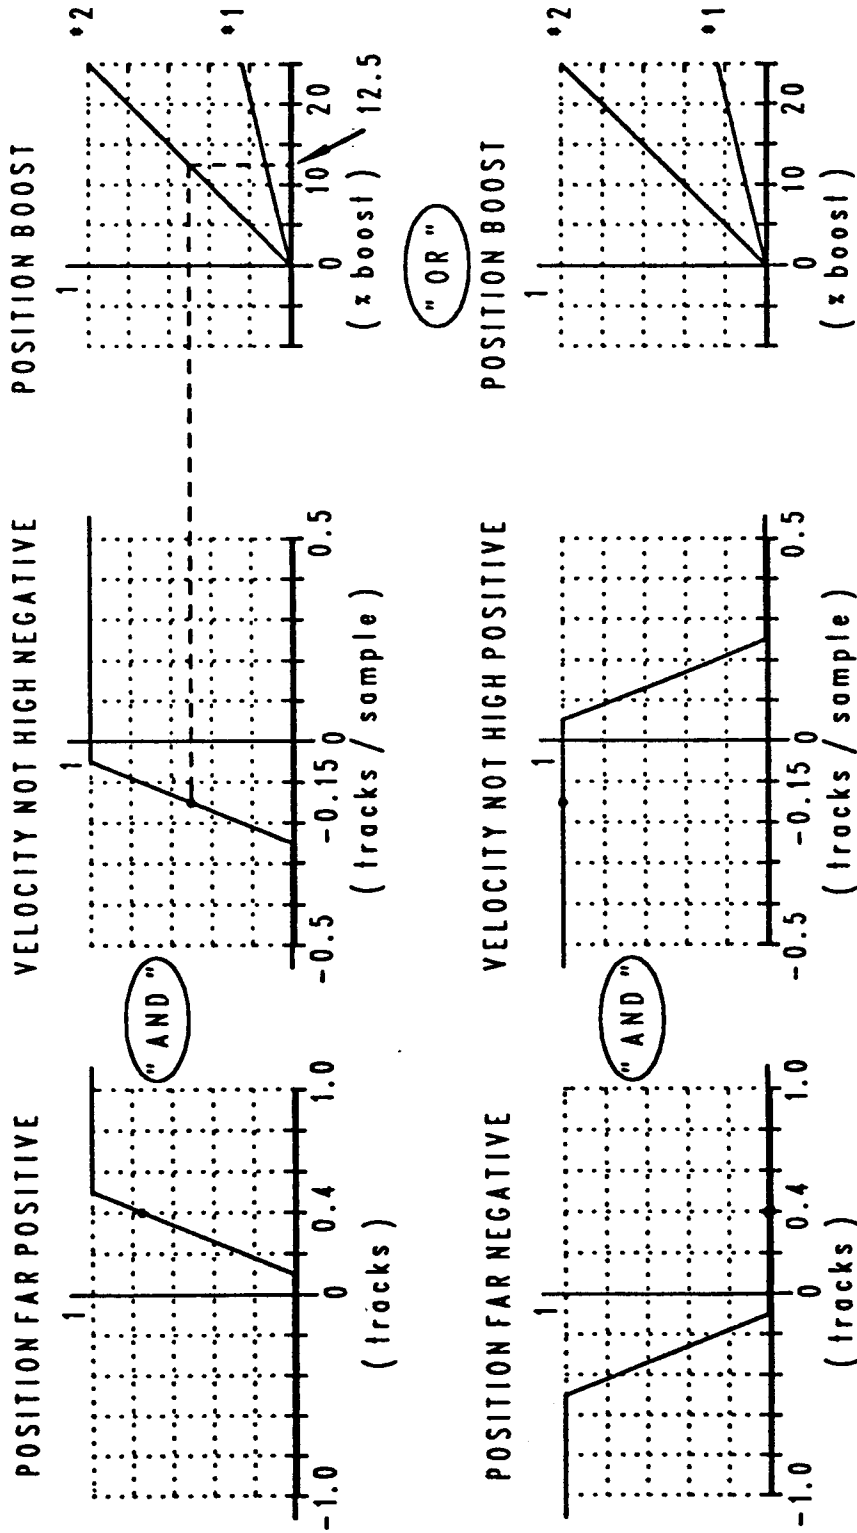 POSITION FAR POSITIVE
1
-1.0
0
0.4
1.0
( tracks )
" AND "
VELOCITY NOT HIGH NEGATIVE
1
-0.5
-0.15
0
0.5
( tracks / sample )
POSITION BOOST
1
*2
*1
0
10
20
12.5
( % boost )
" OR "
POSITION FAR NEGATIVE
1
-1.0
0
0.4
1.0
( tracks )
" AND "
VELOCITY NOT HIGH POSITIVE
1
-0.5
-0.15
0
0.5
( tracks / sample )
POSITION BOOST
1
*2
*1
0
10
20
( % boost )